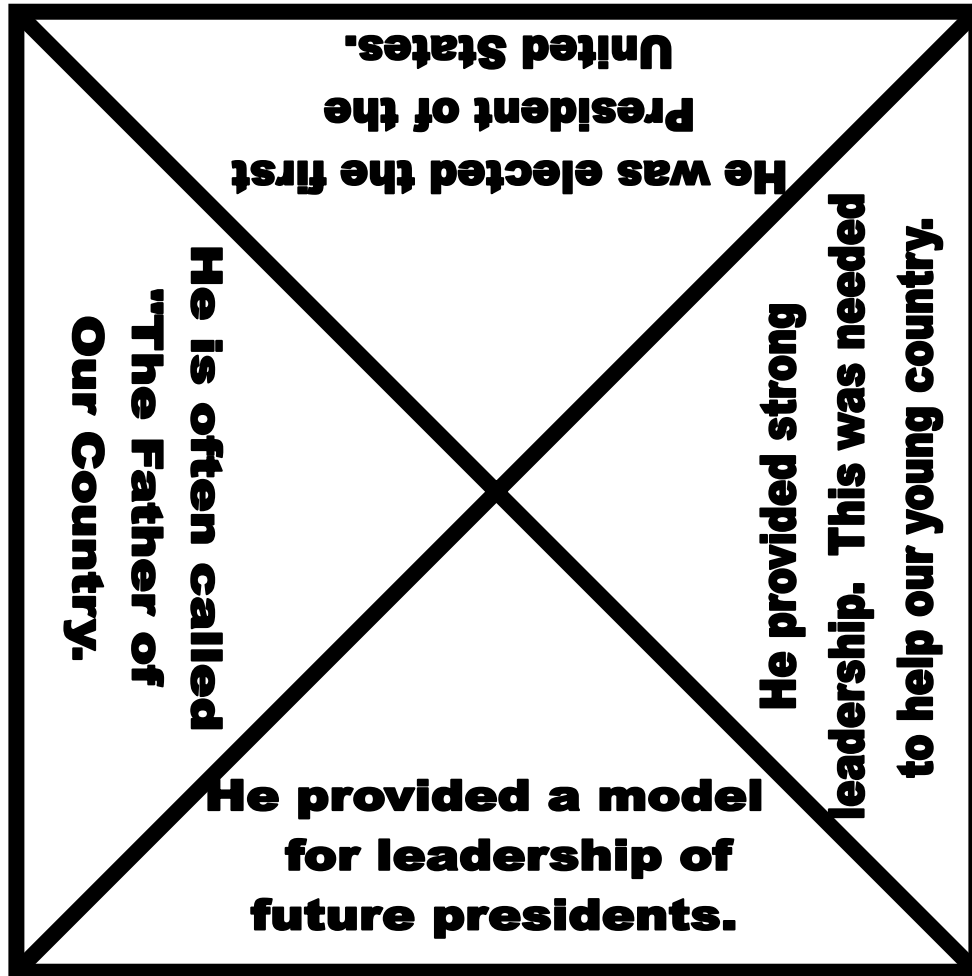 He was elected the first
President of the
United States.
He is often called
"The Father of
Our Country.
He provided strong
leadership. This was needed
to help our young country.
He provided a model
for leadership of
future presidents.